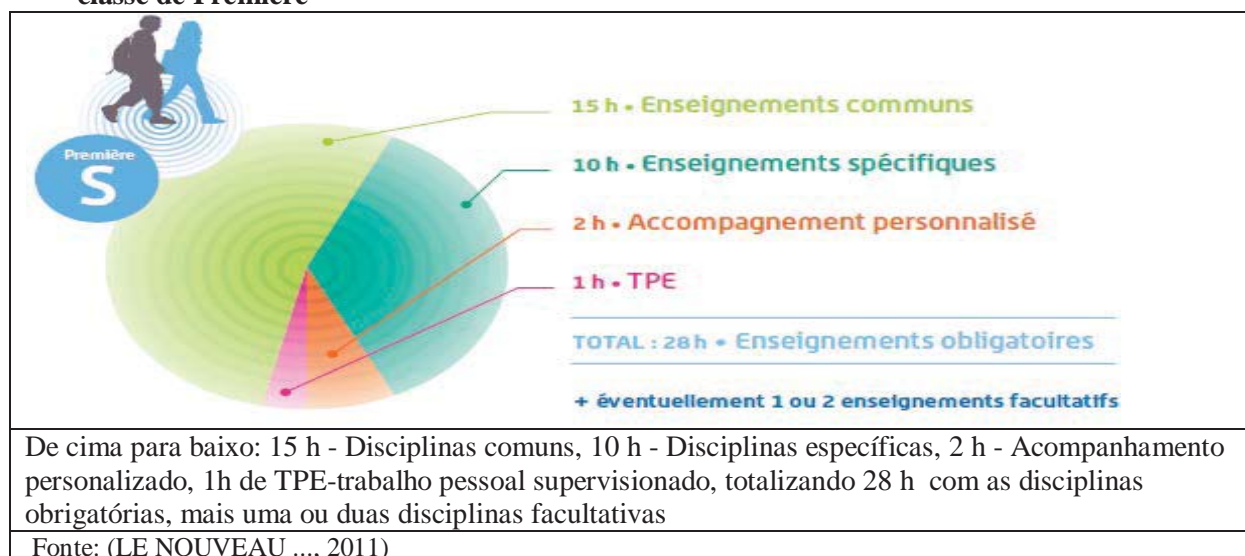 classe de Première
Première
S
15 h • Enseignements communs
10 h • Enseignements spécifiques
2 h • Accompagnement personnalisé
1 h • TPE
TOTAL : 28 h • Enseignements obligatoires
+ éventuellement 1 ou 2 enseignements facultatifs
De cima para baixo: 15 h - Disciplinas comuns, 10 h - Disciplinas específicas, 2 h - Acompanhamento
personalizado, 1h de TPE-trabalho pessoal supervisionado, totalizando 28 h com as disciplinas
obrigatórias, mais uma ou duas disciplinas facultativas
Fonte: (LE NOUVEAU ..., 2011)